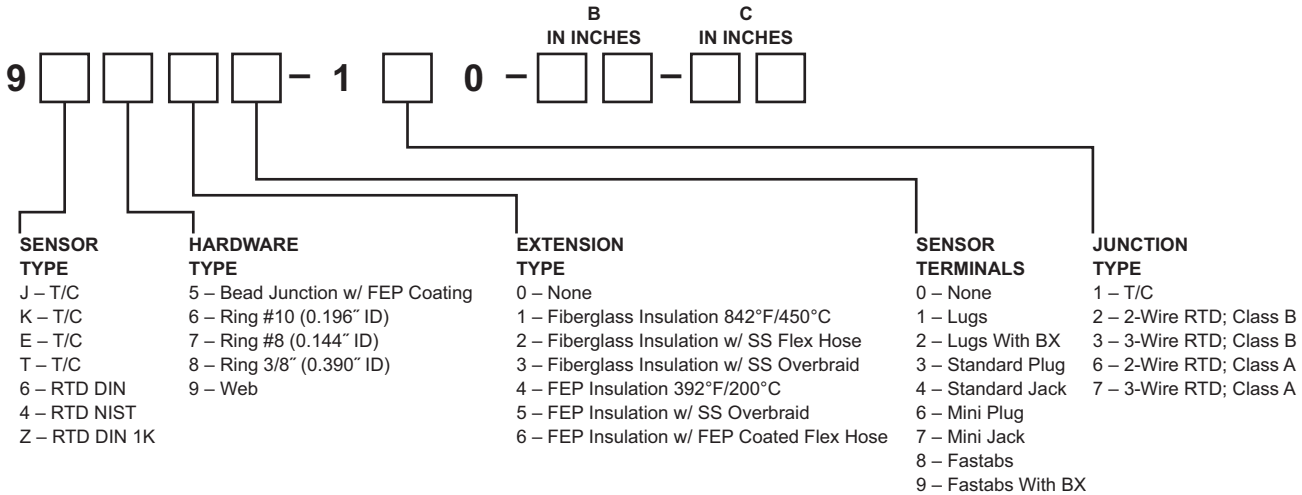 B
IN INCHES
C
IN INCHES
9 – 1 0 – –
SENSOR
TYPE
J – T/C
K – T/C
E – T/C
T – T/C
6 – RTD DIN
4 – RTD NIST
Z – RTD DIN 1K
HARDWARE
TYPE
5 – Bead Junction w/ FEP Coating
6 – Ring #10 (0.196˝ ID)
7 – Ring #8 (0.144˝ ID)
8 – Ring 3/8˝ (0.390˝ ID)
9 – Web
EXTENSION
TYPE
0 – None
1 – Fiberglass Insulation 842°F/450°C
2 – Fiberglass Insulation w/ SS Flex Hose
3 – Fiberglass Insulation w/ SS Overbraid
4 – FEP Insulation 392°F/200°C
5 – FEP Insulation w/ SS Overbraid
6 – FEP Insulation w/ FEP Coated Flex Hose
SENSOR
TERMINALS
0 – None
1 – Lugs
2 – Lugs With BX
3 – Standard Plug
4 – Standard Jack
6 – Mini Plug
7 – Mini Jack
8 – Fastabs
9 – Fastabs With BX
JUNCTION
TYPE
1 – T/C
2 – 2-Wire RTD; Class B
3 – 3-Wire RTD; Class B
6 – 2-Wire RTD; Class A
7 – 3-Wire RTD; Class A